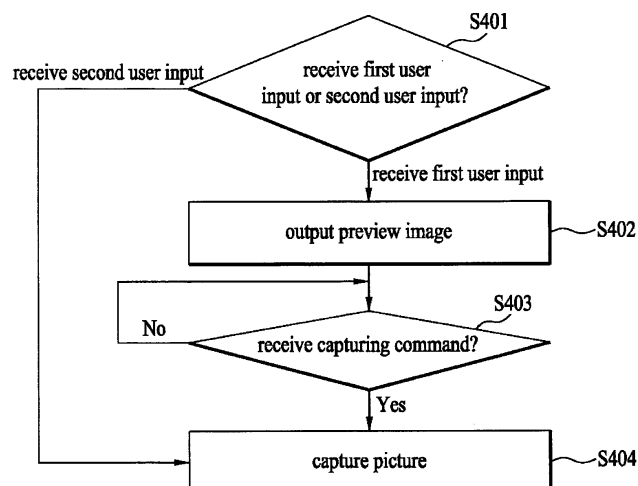 S401
receive second user input
receive first user
input or second user input?
receive first user input
output preview image
S402
S403
No
receive capturing command?
Yes
capture picture
S404